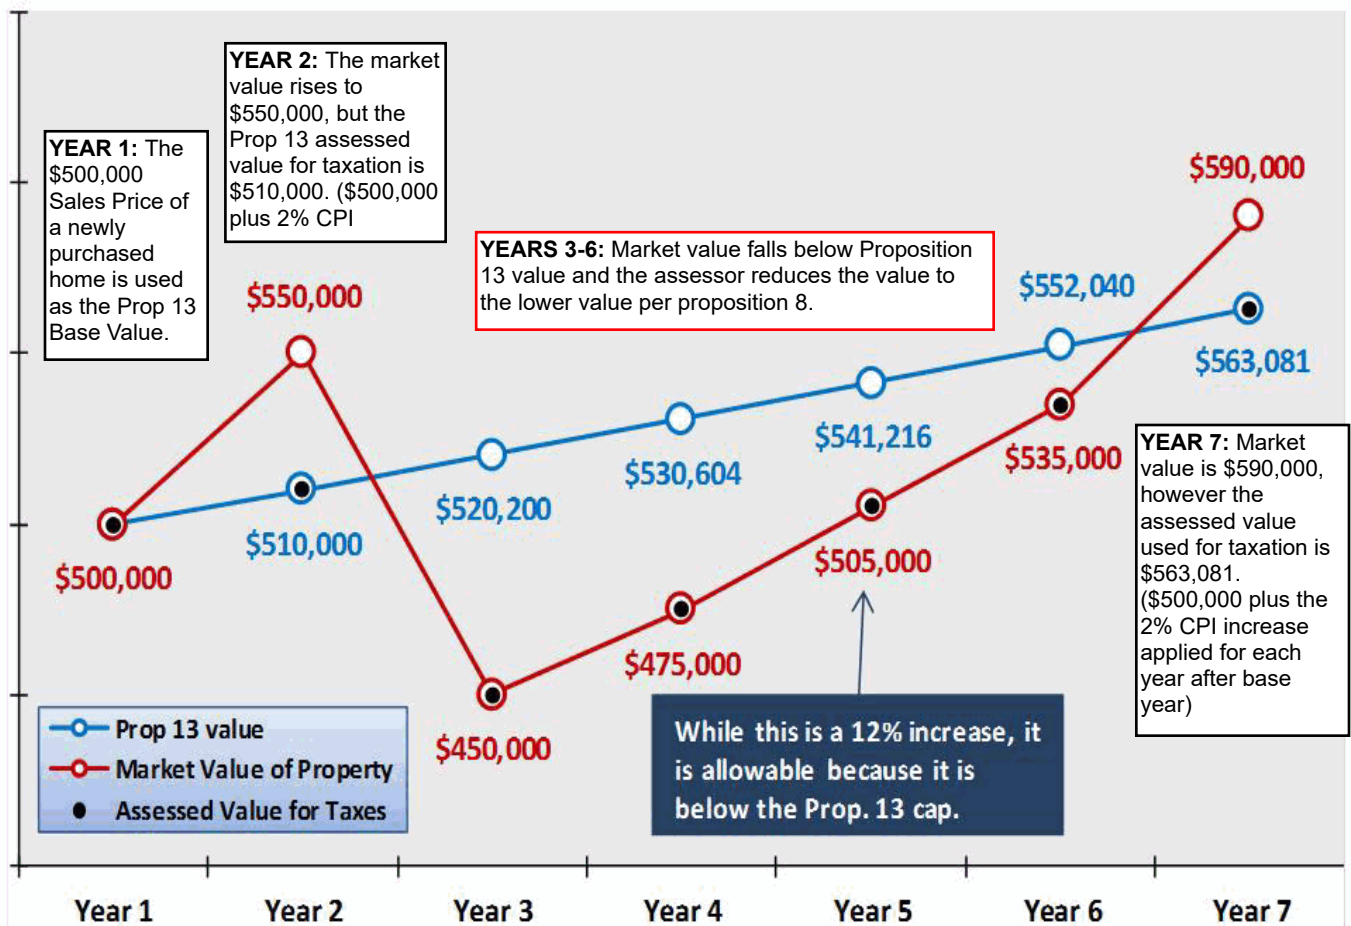 YEAR 1: The
$500,000
Sales Price of
a newly
purchased
home is used
as the Prop 13
Base Value.
YEAR 2: The market
value rises to
$550,000, but the
Prop 13 assessed
value for taxation is
$510,000. ($500,000
plus 2% CPI
YEARS 3-6: Market value falls below Proposition
13 value and the assessor reduces the value to
the lower value per proposition 8.
$590,000
$550,000
$552,040
$563,081
$541,216
$530,604
$535,000
$520,200
$510,000
$505,000
$500,000
$475,000
$450,000
YEAR 7: Market
value is $590,000,
however the
assessed value
used for taxation is
$563,081.
($500,000 plus the
2% CPI increase
applied for each
year after base
year)
While this is a 12% increase, it
is allowable because it is
below the Prop. 13 cap.
Prop 13 value
Market Value of Property
Assessed Value for Taxes
Year 1
Year 2
Year 3
Year 4
Year 5
Year 6
Year 7